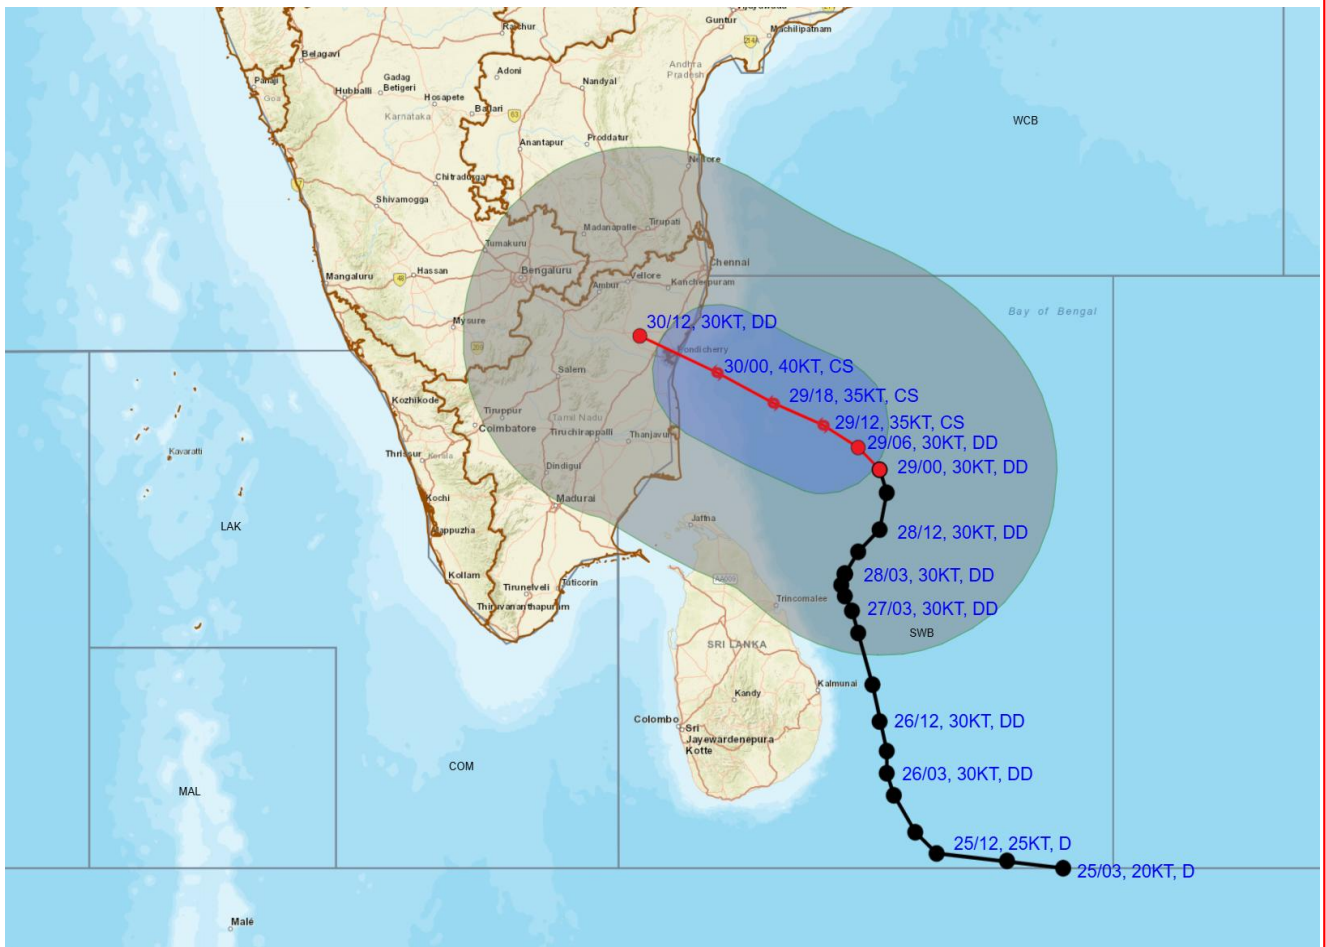 Guntur
Raichur
Machilipatnam
Belagavi
Andhra
Pradesh
Panaji
Goa
Gadag
Betigeri
Adoni
Nandyal
Hubballi
Hosapete
Ballari
Karnataka
63
WCB
Anantapur
Proddatur
Nellore
Chitradurga
Shivamogga
Tirupati
Madanapalle
Tumakuru
Chennai
Bengaluru
Mangaluru
48
Hassan
Vellore
Ambur
Kancheepuram
Bay of Bengal
Mysure
30/12, 30KT, DD
Pondicherry
30/00, 40KT, CS
Salem
29/18, 35KT, CS
Kozhikode
Tiruppur
Coimbatore
Tamil Nadu
Tiruchirappalli
Thanjavur
29/12, 35KT, CS
29/06, 30KT, DD
Kavaratti
Thrissur
Kerala
Dindigul
29/00, 30KT, DD
Kochi
Madurai
LAK
Alappuzha
Jaffna
28/12, 30KT, DD
Kollam
Tirunelveli
Tuticorin
AA009
28/03, 30KT, DD
Thiruvananthapuram
Trincomalee
27/03, 30KT, DD
SWB
SRI LANKA
Kalmunai
Kandy
Colombo
Sri
Jayewardenepura
Kotte
26/12, 30KT, DD
COM
26/03, 30KT, DD
MAL
25/12, 25KT, D
25/03, 20KT, D
Malé